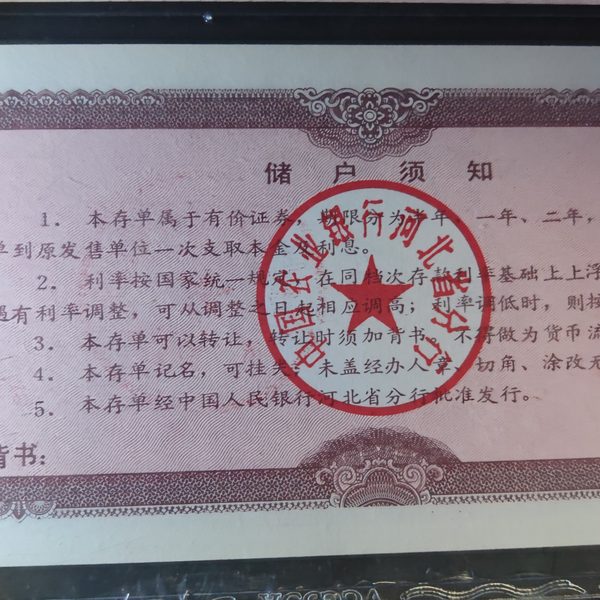 储户须知
1. 本存单属于有价证券，期限分为半年、一年、二年，
单到原发售单位一次支取本金及利息。
2. 利率按国家统一规定，在同档次存款利率基础上上浮
遇有利率调整，可从调整之日起相应调高；利率调低时，则按
3. 本存单可以转让，转让时须加背书。不得做为货币流
4. 本存单记名，可挂失。未盖经办人章、切角、涂改无
5. 本存单经中国人民银行河北省分行批准发行。
背书：
中国农业银行河北省分行